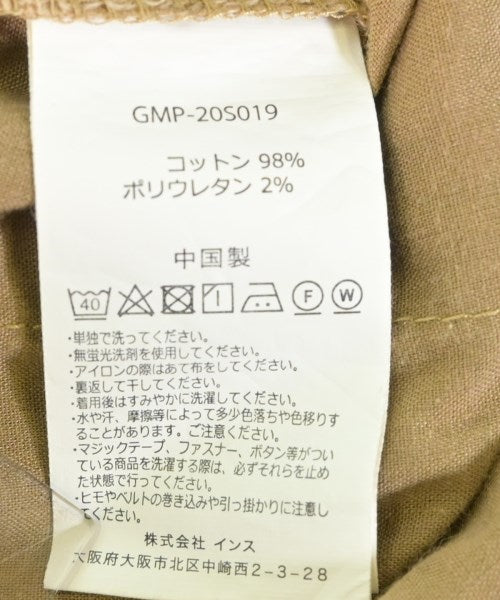 GMP-20S019
コットン 98%
ポリウレタン 2%
中国製
40 F W
・単独で洗ってください。
・無蛍光洗剤を使用してください。
・アイロンの際はあて布をしてください。
・裏返して干してください。
・着用後はすみやかに洗濯してください。
・水や汗、摩擦等によって多少色落ちや色移りす
ることがあります。ご注意ください。
・マジックテープ、ファスナー、ボタン等がつい
ている商品を洗濯する際は、必ずそれらを止め
た状態で行ってください。
・ヒモやベルトの巻き込みや引っ掛かりに注意し
てください。
株式会社 インス
大阪府大阪市北区中崎西2-3-28